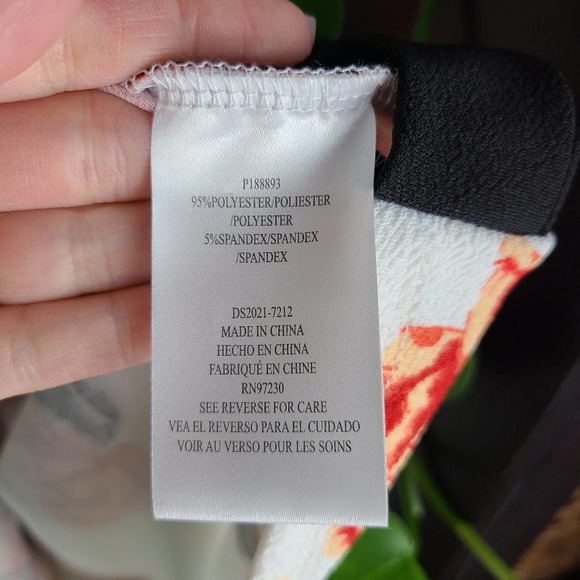 P188893
95%POLYESTER/POLIESTER
/POLYESTER
5%SPANDEX/SPANDEX
/SPANDEX
DS2021-7212
MADE IN CHINA
HECHO EN CHINA
FABRIQUÉ EN CHINE
RN97230
SEE REVERSE FOR CARE
VEA EL REVERSO PARA EL CUIDADO
VOIR AU VERSO POUR LES SOINS